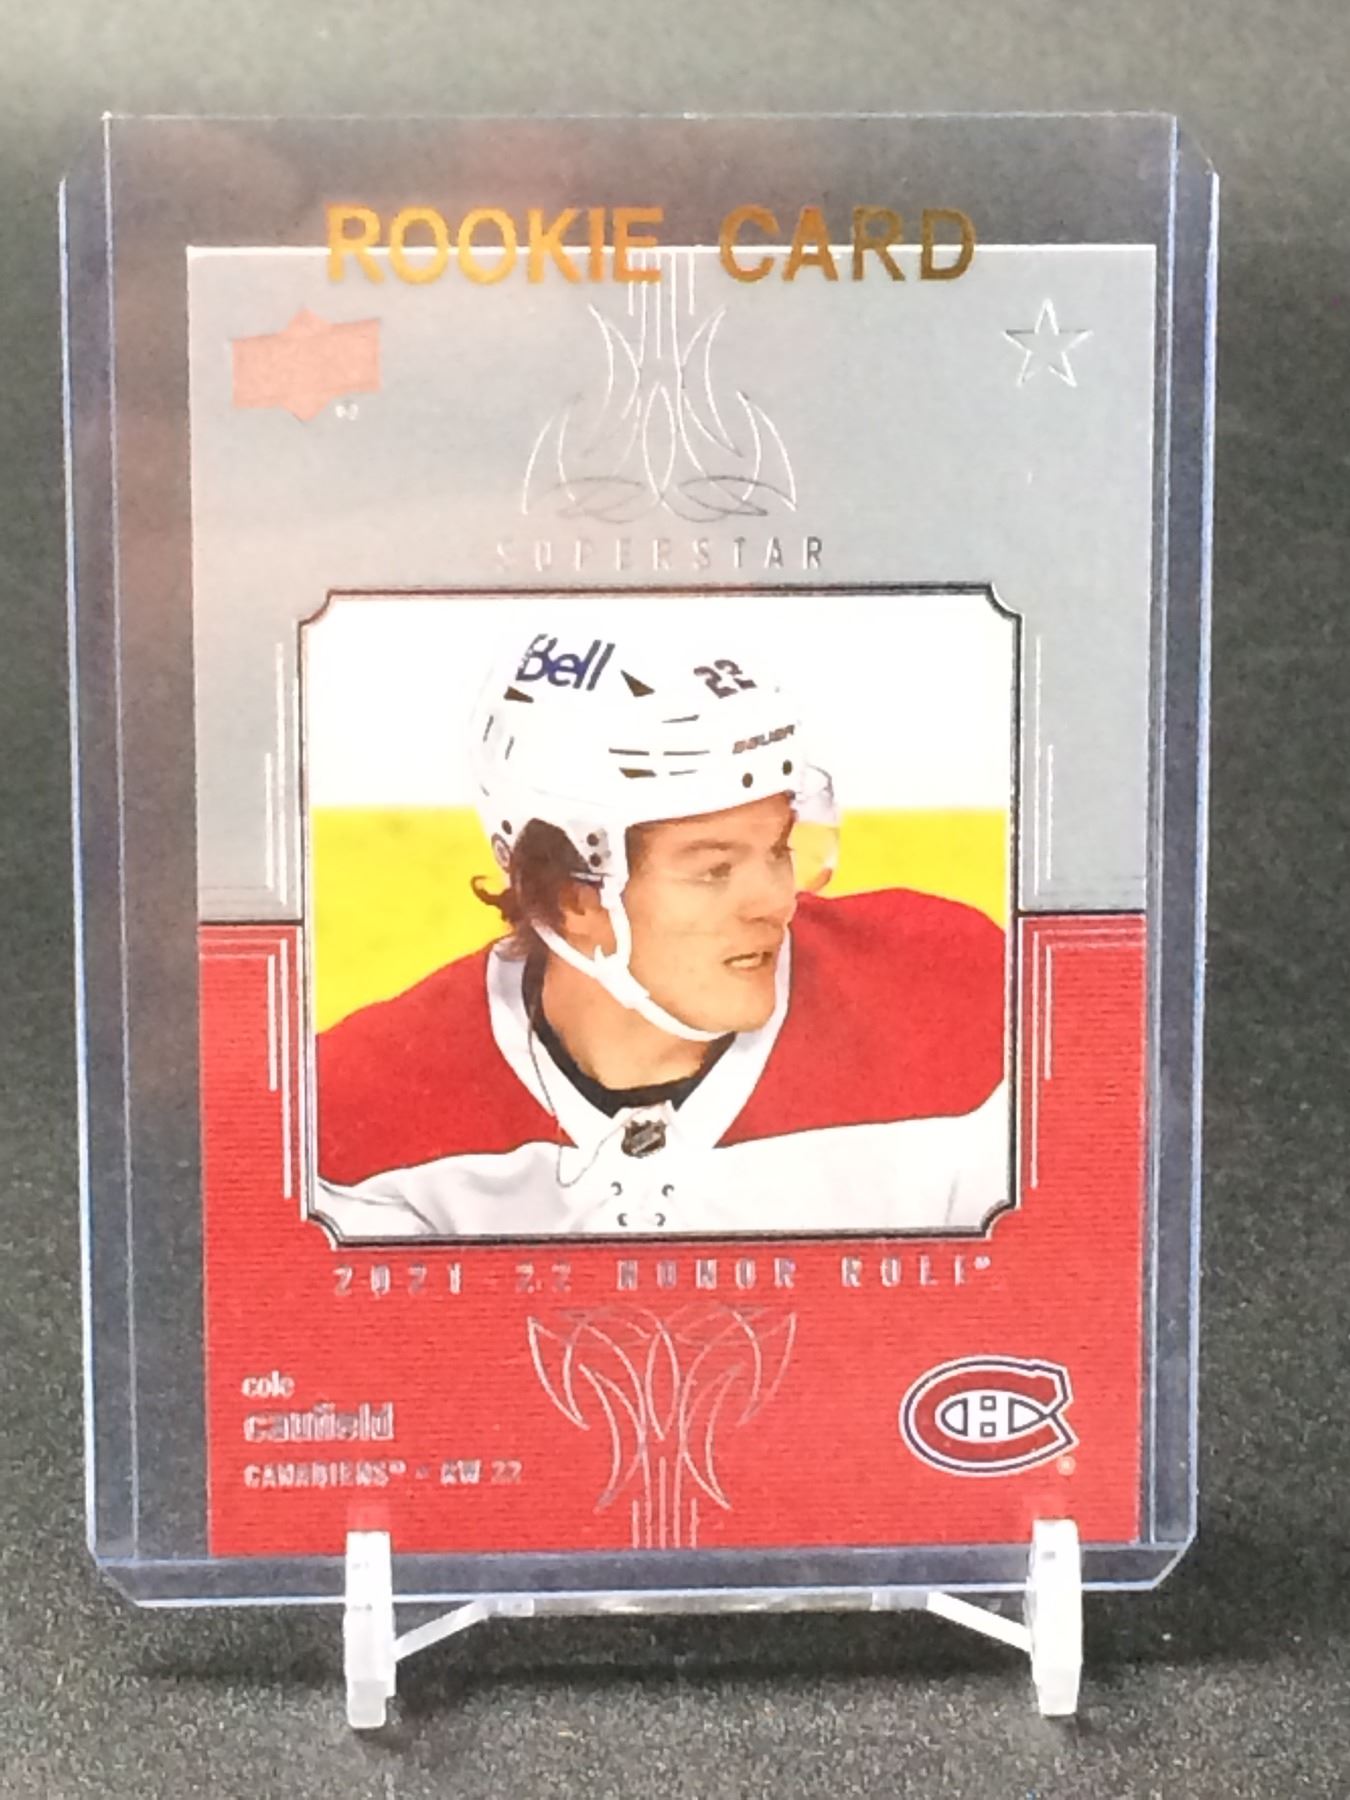 ROOKIE CARD
SUPERSTAR
Bell
22
BAUER
2021-22 HONOR ROLL®
cole
caufield
CANADIENS® - RW 22